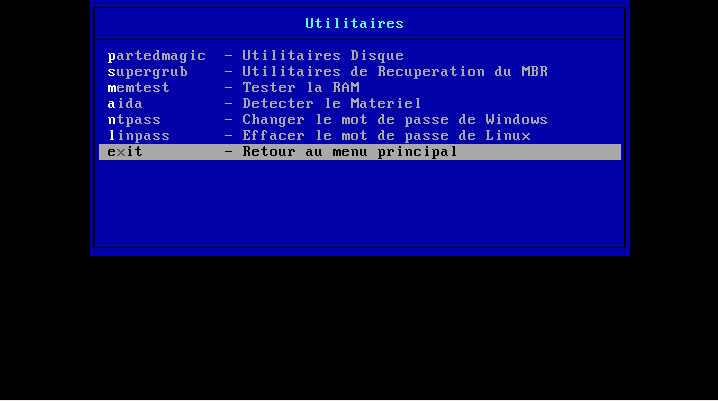 Utilitaires
partedmagic - Utilitaires Disque
supergrub - Utilitaires de Recuperation du MBR
memtest - Tester la RAM
aida - Detecter le Materiel
ntpass - Changer le mot de passe de Windows
linpass - Effacer le mot de passe de Linux
exit - Retour au menu principal